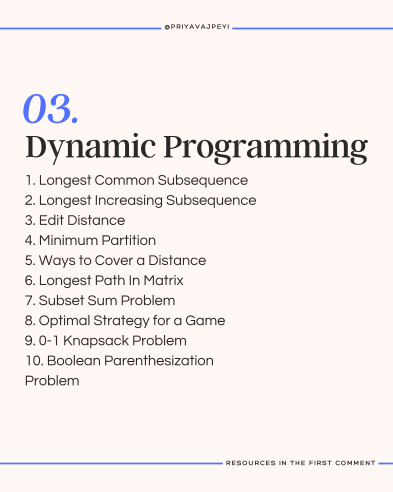 @PRIYAVAJPEYI
03.
Dynamic Programming
1. Longest Common Subsequence
2. Longest Increasing Subsequence
3. Edit Distance
4. Minimum Partition
5. Ways to Cover a Distance
6. Longest Path In Matrix
7. Subset Sum Problem
8. Optimal Strategy for a Game
9. 0-1 Knapsack Problem
10. Boolean Parenthesization
Problem
RESOURCES IN THE FIRST COMMENT